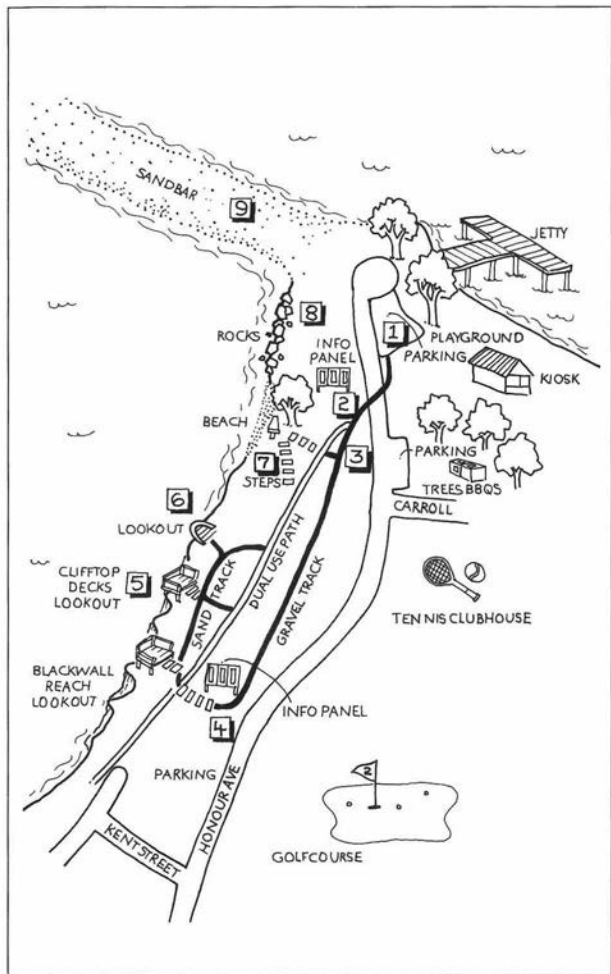 SANDBAR
9
JETTY
8
1
PLAYGROUND
ROCKS
INFO
PANEL
PARKING
KIOSK
2
BEACH
3
PARKING
7
STEPS
TREES BBQS
6
CARROLL
LOOKOUT
DUAL USE PATH
CLIFFTOP
DECKS
LOOKOUT
5
SAND TRACK
GRAVEL TRACK
TENNIS CLUBHOUSE
BLACKWALL
REACH
LOOKOUT
INFO PANEL
4
PARKING
HONOUR AVE
2
KENT STREET
GOLFCOURSE